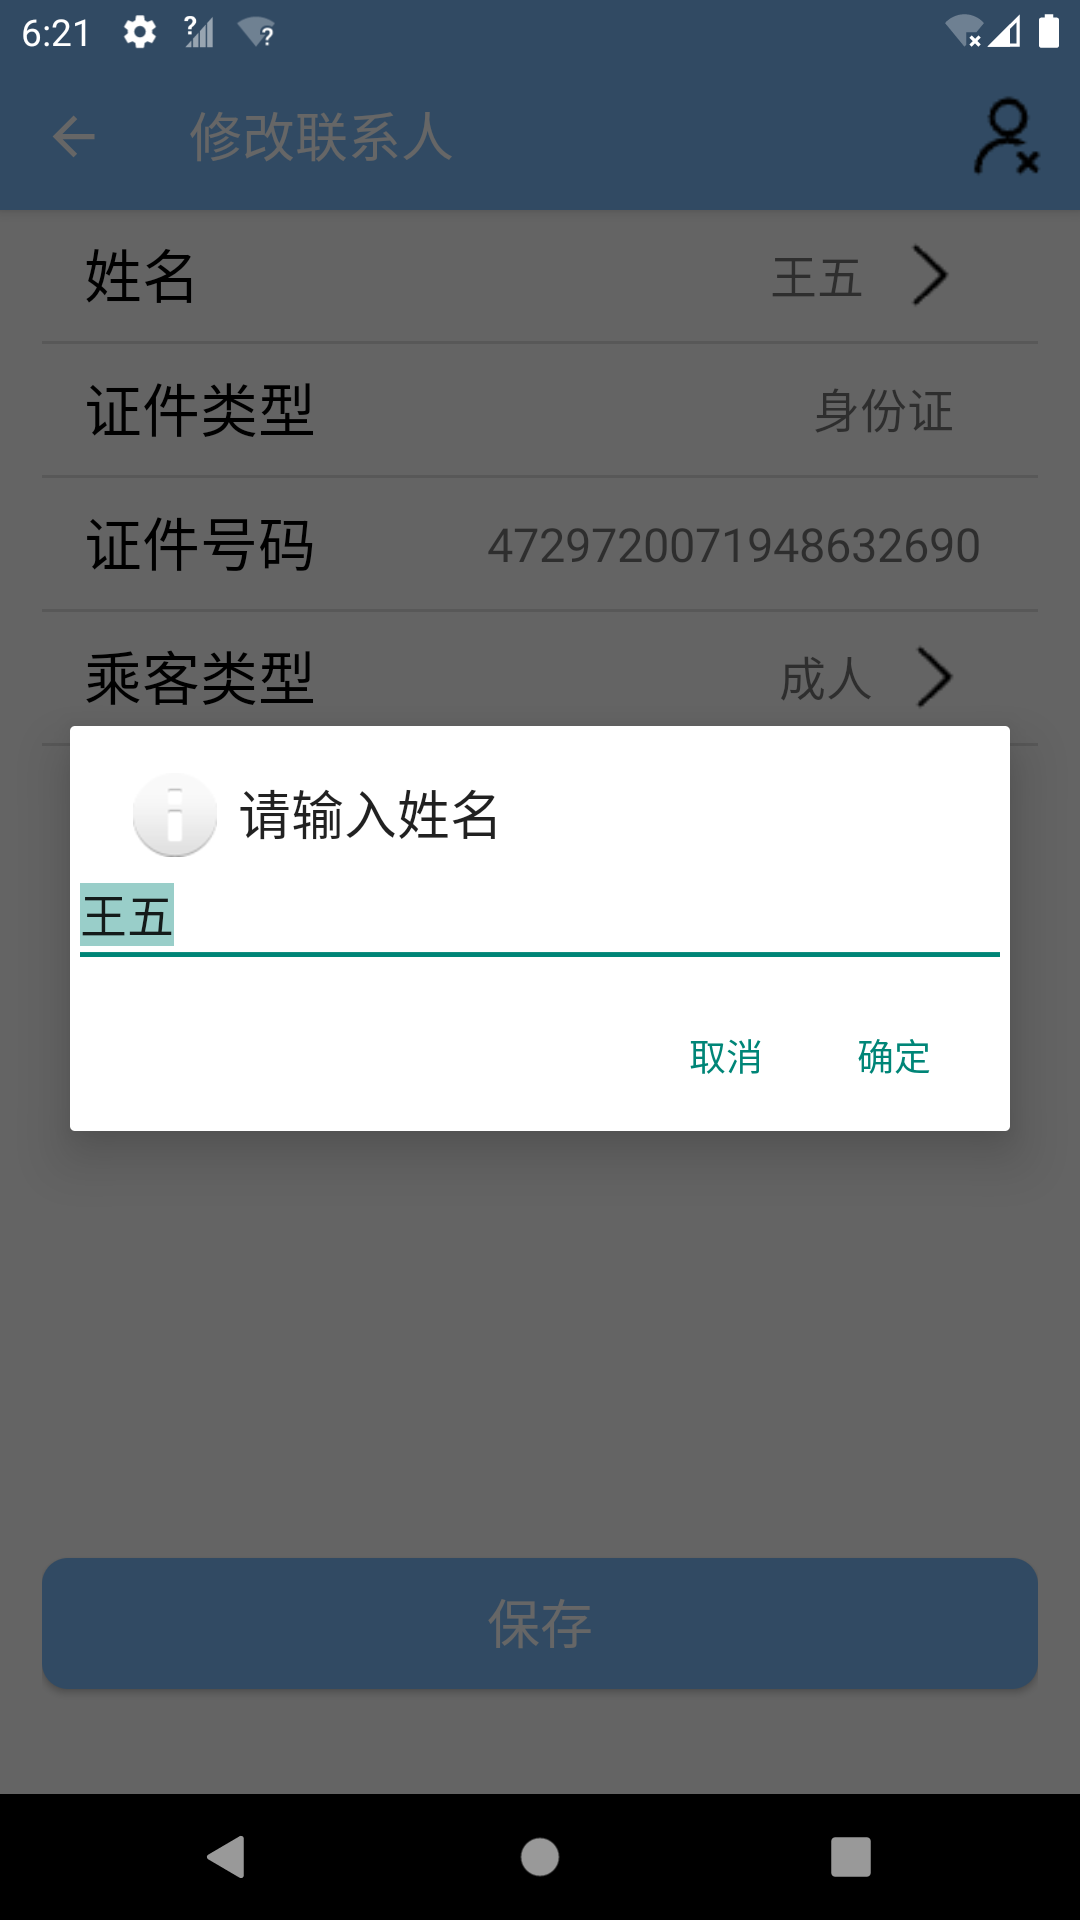 6:21
修改联系人
姓名 王五
证件类型 身份证
证件号码 4729720071948632690
乘客类型 成人
请输入姓名
王五
取消 确定
保存